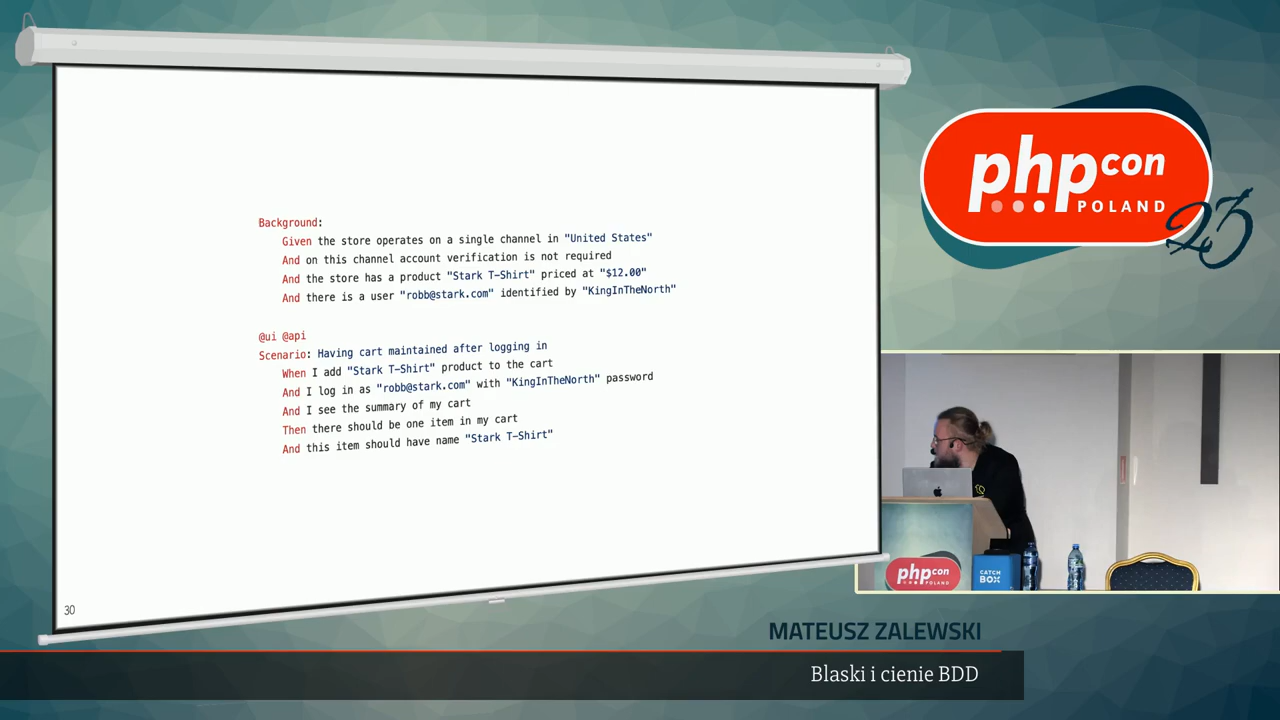 Background:
Given the store operates on a single channel in "United States"
And on this channel account verification is not required
And the store has a product "Stark T-Shirt" priced at "$12.00"
And there is a user "robb@stark.com" identified by "KingInTheNorth"
@ui @api
Scenario: Having cart maintained after logging in
When I add "Stark T-Shirt" product to the cart
And I log in as "robb@stark.com" with "KingInTheNorth" password
And I see the summary of my cart
Then there should be one item in my cart
And this item should have name "Stark T-Shirt"
30
phpcon
POLAND
23
phpcon
POLAND
CATCH
BOX
MATEUSZ ZALEWSKI
Blaski i cienie BDD